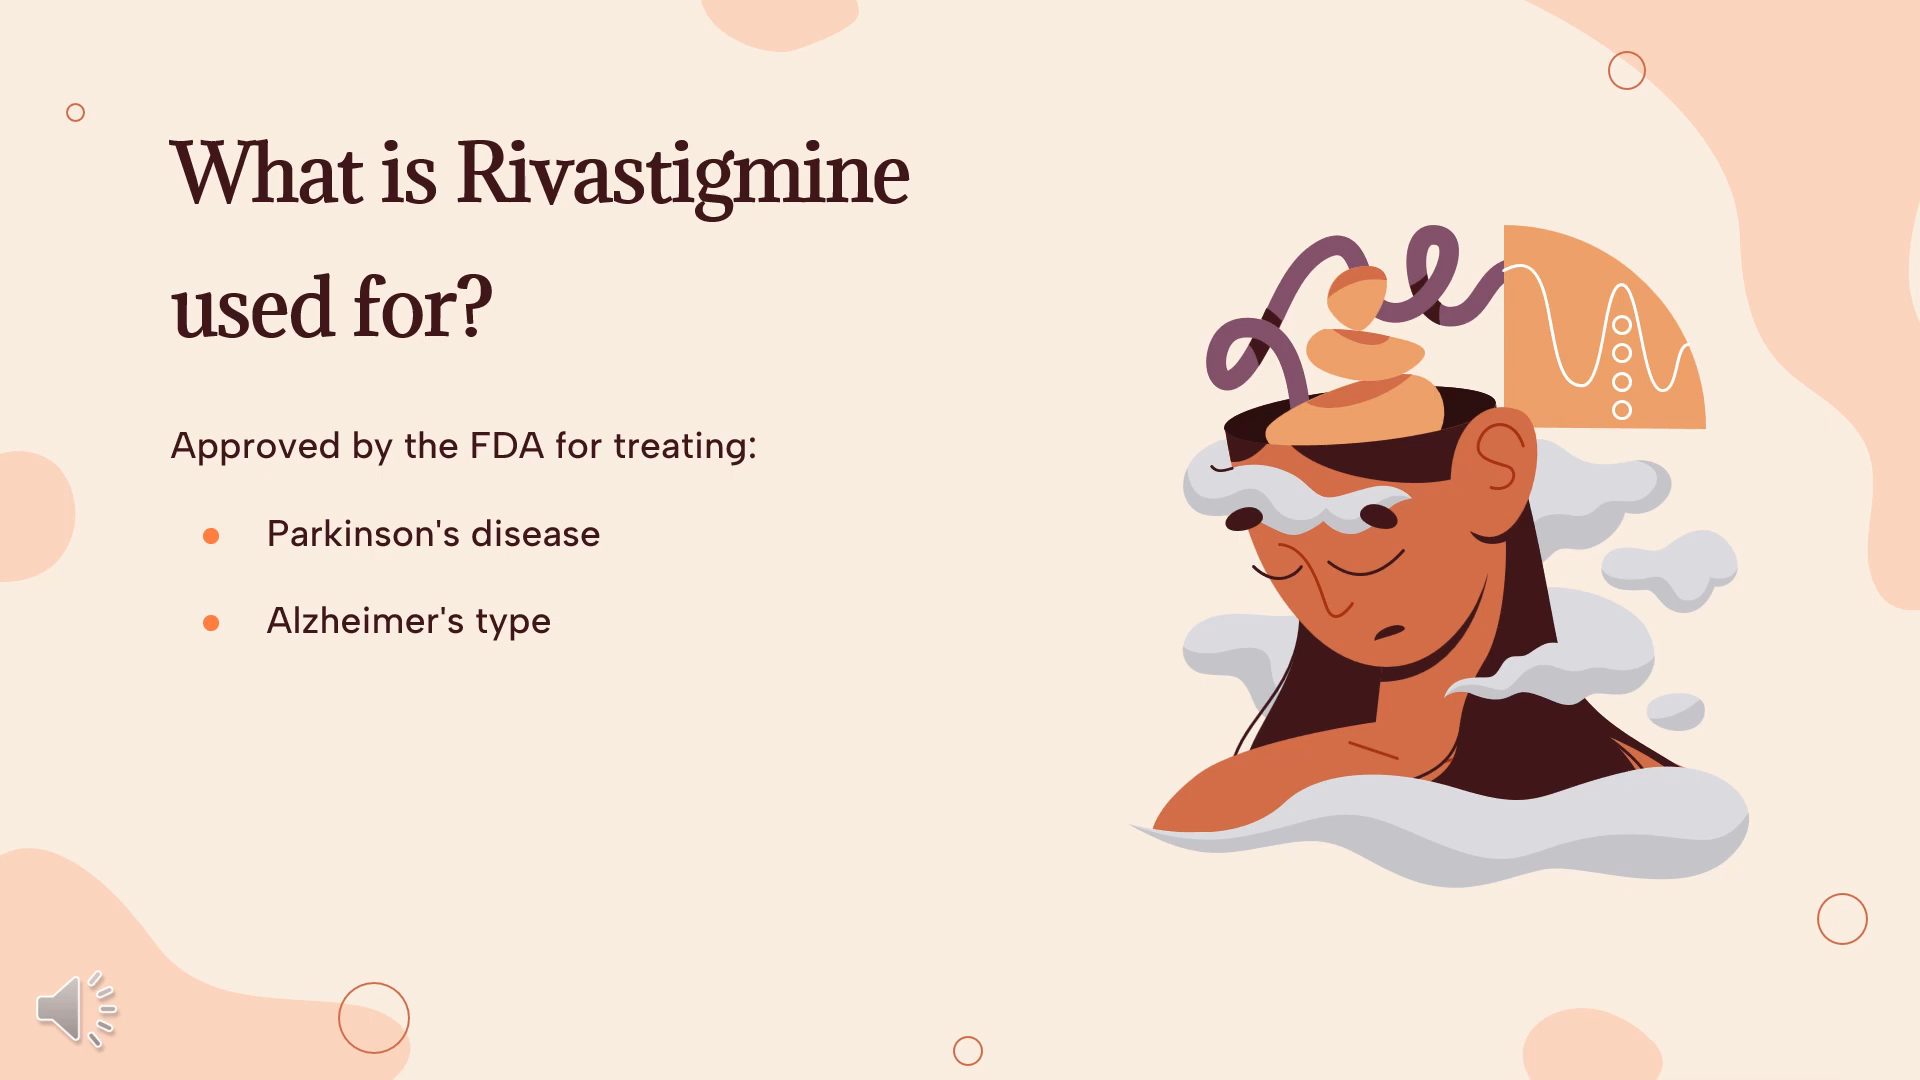 What is Rivastigmine
used for?
Approved by the FDA for treating:
Parkinson's disease
Alzheimer's type